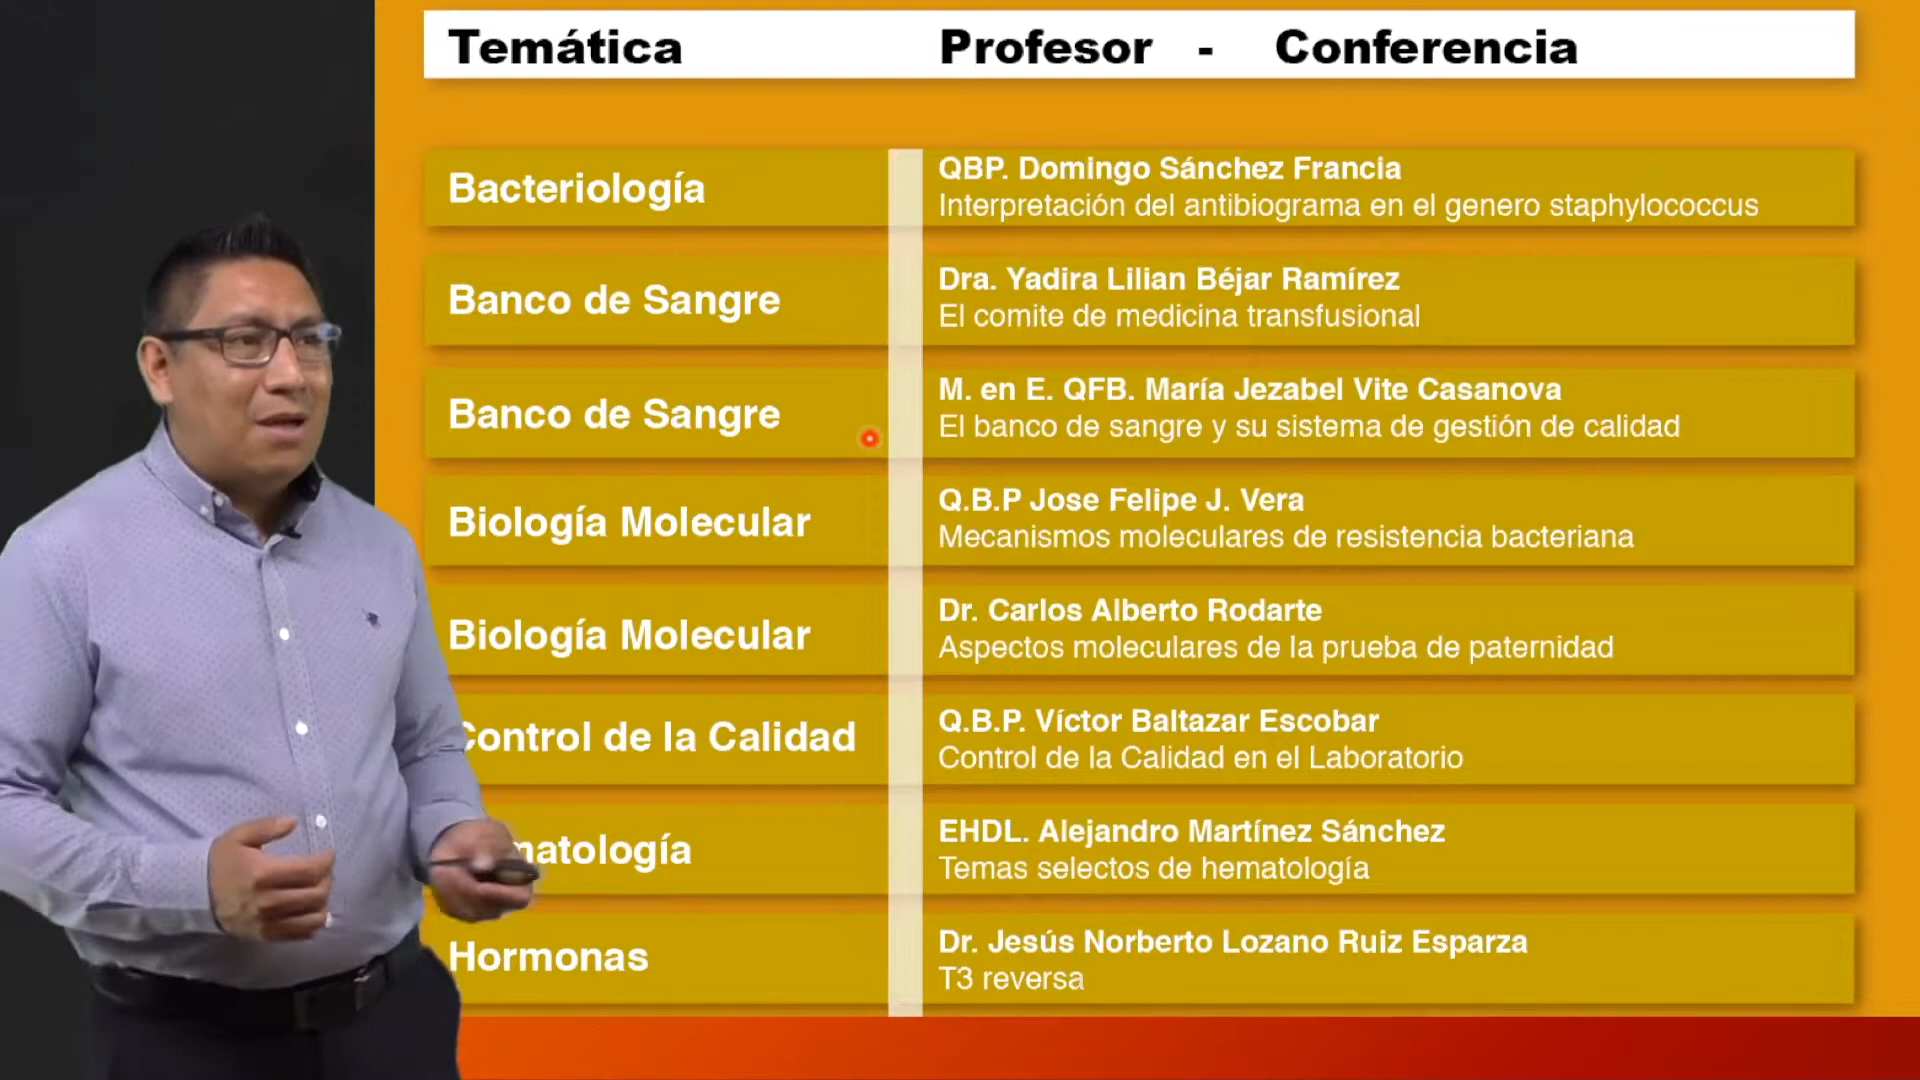 Temática Profesor - Conferencia
Bacteriología
QBP. Domingo Sánchez Francia
Interpretación del antibiograma en el genero staphylococcus
Banco de Sangre
Dra. Yadira Lilian Béjar Ramírez
El comite de medicina transfusional
Banco de Sangre
M. en E. QFB. María Jezabel Vite Casanova
El banco de sangre y su sistema de gestión de calidad
Biología Molecular
Q.B.P Jose Felipe J. Vera
Mecanismos moleculares de resistencia bacteriana
Biología Molecular
Dr. Carlos Alberto Rodarte
Aspectos moleculares de la prueba de paternidad
Control de la Calidad
Q.B.P. Víctor Baltazar Escobar
Control de la Calidad en el Laboratorio
matología
EHDL. Alejandro Martínez Sánchez
Temas selectos de hematología
Hormonas
Dr. Jesús Norberto Lozano Ruiz Esparza
T3 reversa